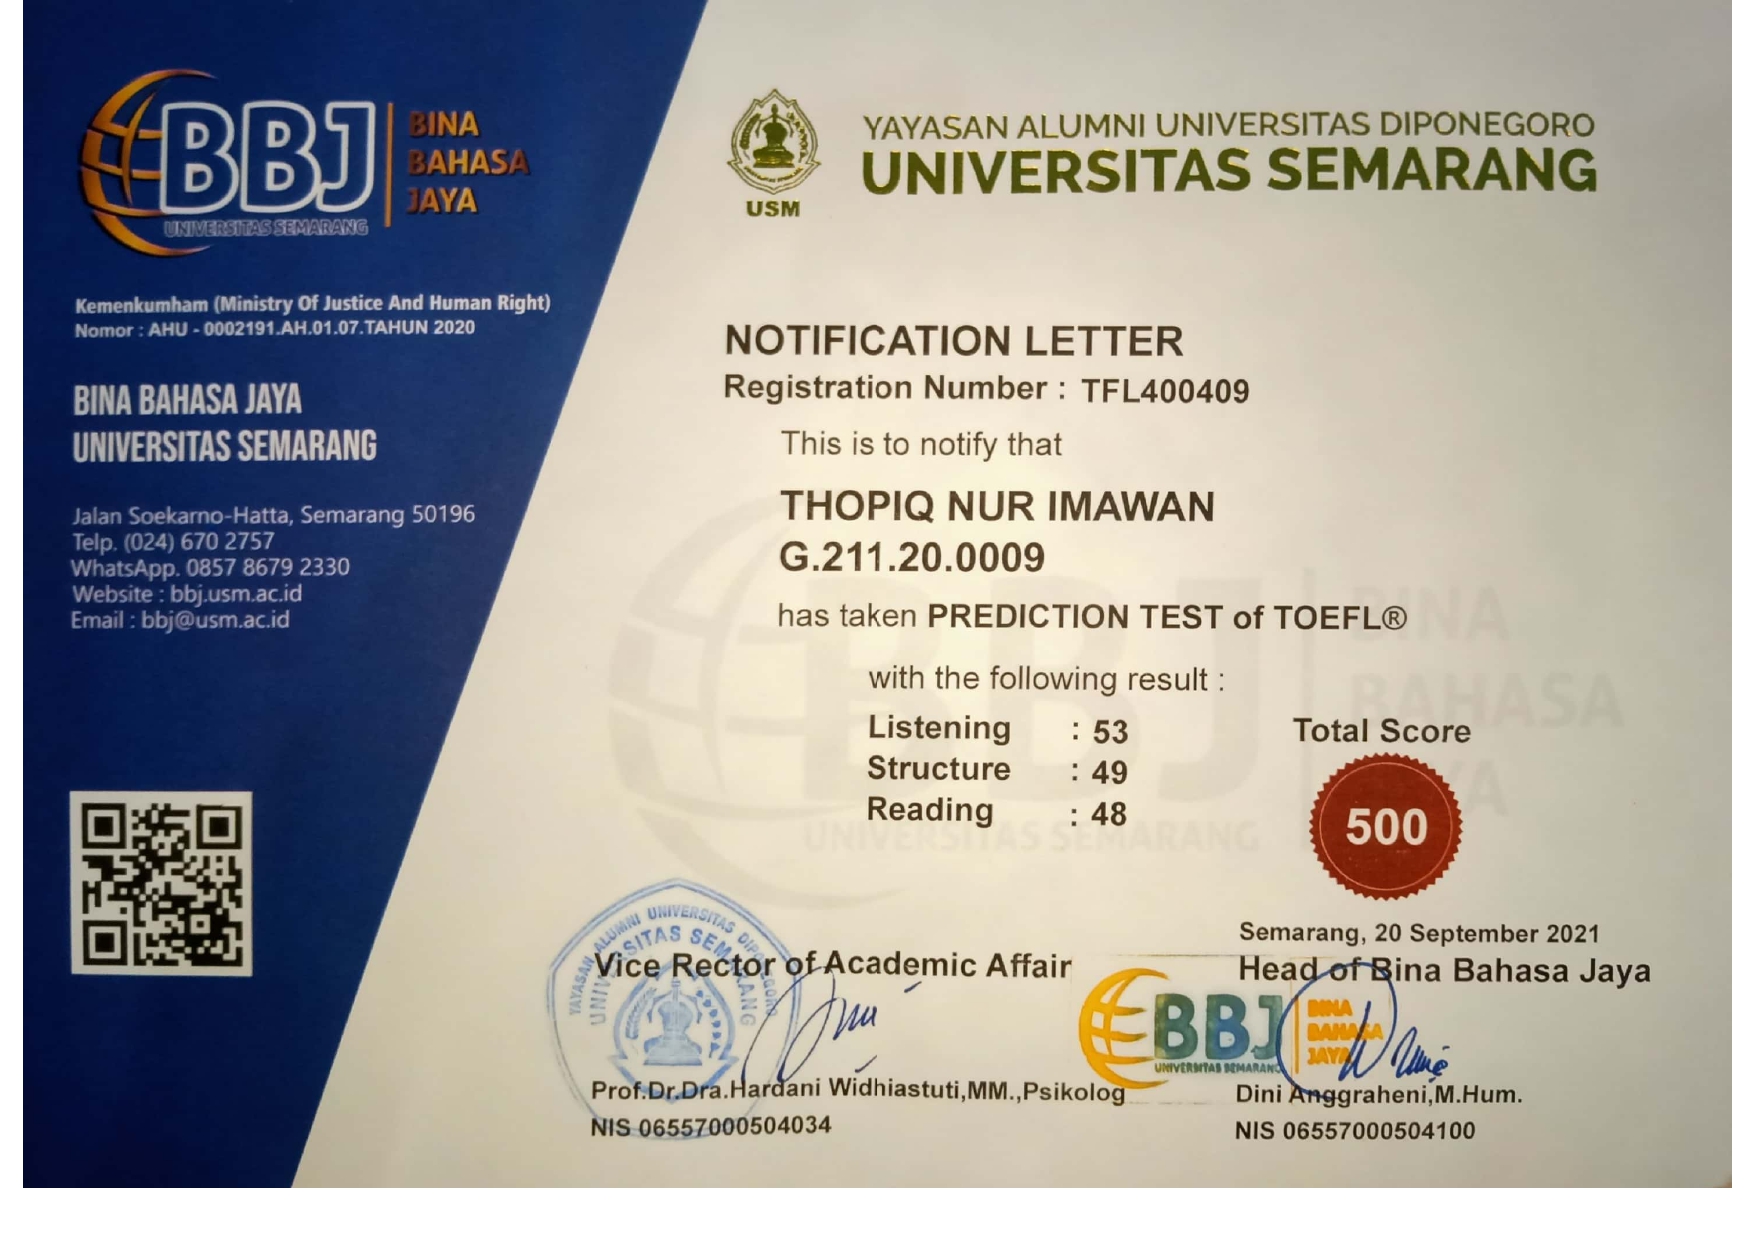 BBJ
BINA
BAHASA
JAYA
UNIVERSITAS SEMARANG
Kemenkumham (Ministry Of Justice And Human Right)
Nomor : AHU - 0002191.AH.01.07.TAHUN 2020
BINA BAHASA JAYA
UNIVERSITAS SEMARANG
Jalan Soekarno-Hatta, Semarang 50196
Telp. (024) 670 2757
WhatsApp. 0857 8679 2330
Website : bbj.usm.ac.id
Email : bbj@usm.ac.id
USM
YAYASAN ALUMNI UNIVERSITAS DIPONEGORO
UNIVERSITAS SEMARANG
NOTIFICATION LETTER
Registration Number : TFL400409
This is to notify that
THOPIQ NUR IMAWAN
G.211.20.0009
has taken PREDICTION TEST of TOEFL®
with the following result :
Listening : 53
Structure : 49
Reading : 48
Total Score
500
BBJ
BINA
BAHASA
JAYA
UNIVERSITAS SEMARANG
Semarang, 20 September 2021
Vice Rector of Academic Affair
Head of Bina Bahasa Jaya
YAYASAN ALUMNI UNIVERSITAS DIPONEGORO
UNIVERSITAS SEMARANG
BBJ
BINA
BAHASA
JAYA
UNIVERSITAS SEMARANG
Prof.Dr.Dra.Hardani Widhiastuti,MM.,Psikolog
NIS 06557000504034
Dini Anggraheni,M.Hum.
NIS 06557000504100